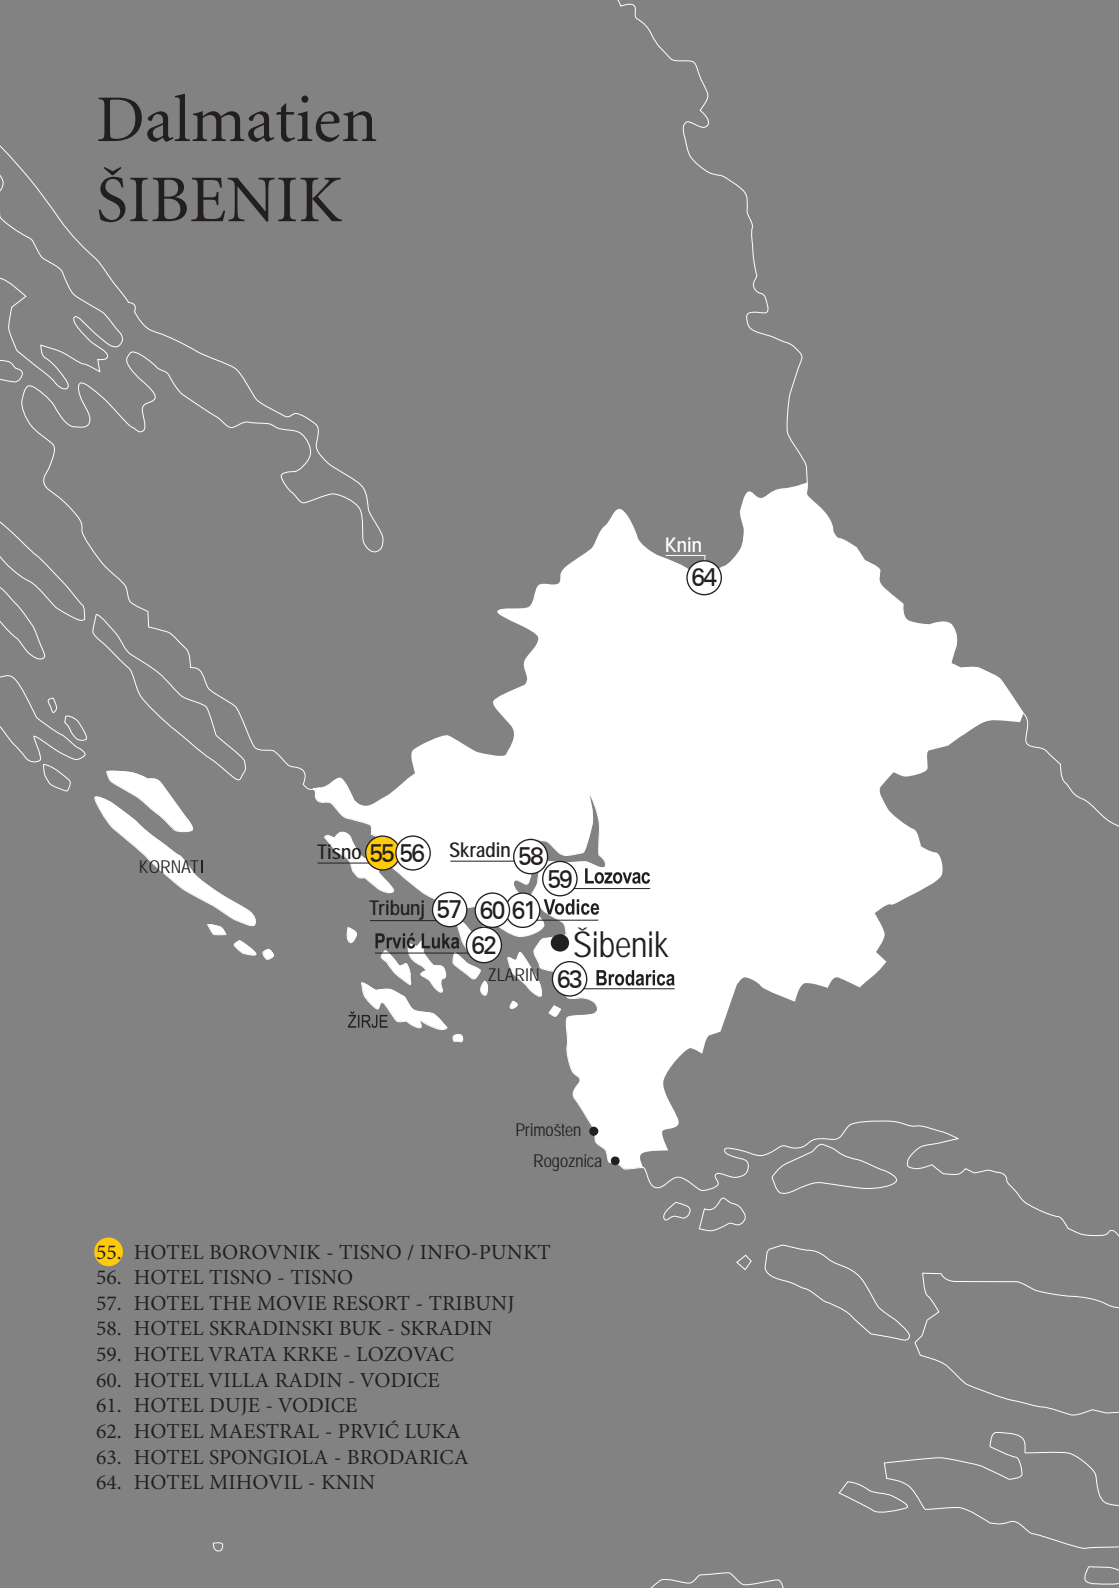 Dalmatien
ŠIBENIK
Knin
64
Tisno 55 56
Skradin 58
59 Lozovac
KORNATI
Tribunj 57
60 61 Vodice
Prvić Luka 62
Šibenik
ZLARIN
63 Brodarica
ŽIRJE
Primošten
Rogoznica
55. HOTEL BOROVNIK - TISNO / INFO-PUNKT
56. HOTEL TISNO - TISNO
57. HOTEL THE MOVIE RESORT - TRIBUNJ
58. HOTEL SKRADINSKI BUK - SKRADIN
59. HOTEL VRATA KRKE - LOZOVAC
60. HOTEL VILLA RADIN - VODICE
61. HOTEL DUJE - VODICE
62. HOTEL MAESTRAL - PRVIĆ LUKA
63. HOTEL SPONGIOLA - BRODARICA
64. HOTEL MIHOVIL - KNIN